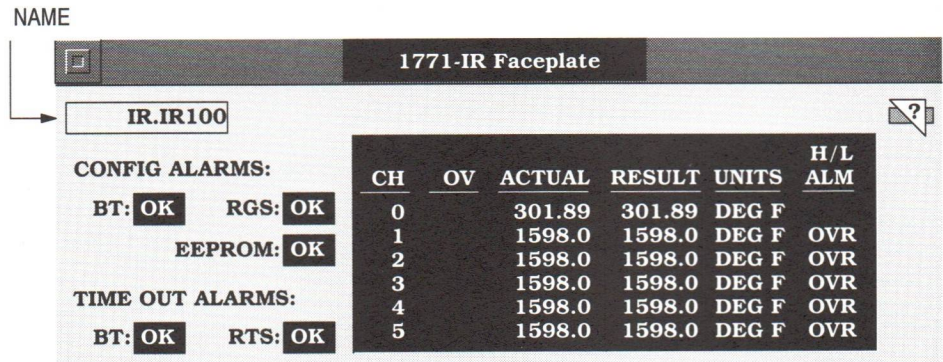 NAME
1771-IR Faceplate
IR.IR100
?
CONFIG ALARMS:
BT: OK RGS: OK
EEPROM: OK
TIME OUT ALARMS:
BT: OK RTS: OK
H/L
CH OV ACTUAL RESULT UNITS ALM
0 301.89 301.89 DEG F
1 1598.0 1598.0 DEG F OVR
2 1598.0 1598.0 DEG F OVR
3 1598.0 1598.0 DEG F OVR
4 1598.0 1598.0 DEG F OVR
5 1598.0 1598.0 DEG F OVR